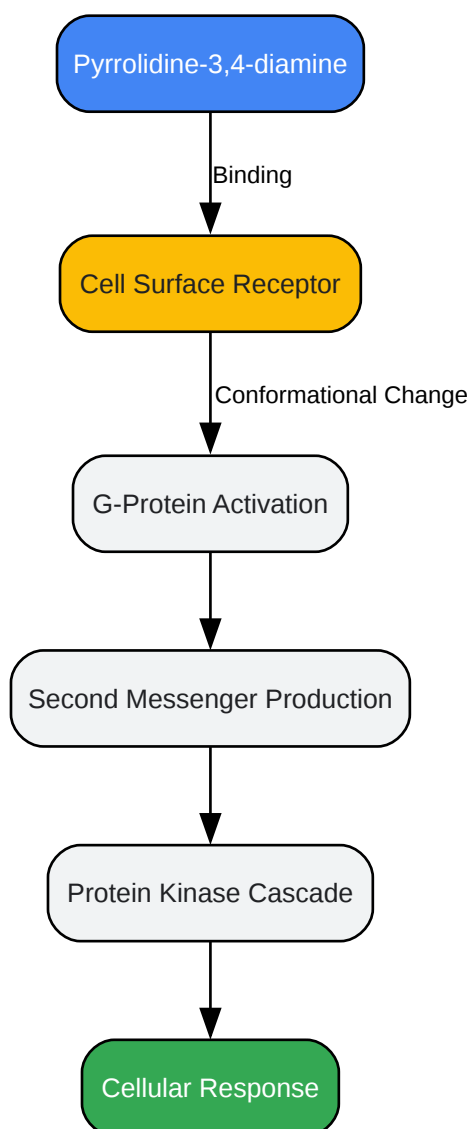 Pyrrolidine-3,4-diamine
Binding
Cell Surface Receptor
Conformational Change
G-Protein Activation
Second Messenger Production
Protein Kinase Cascade
Cellular Response